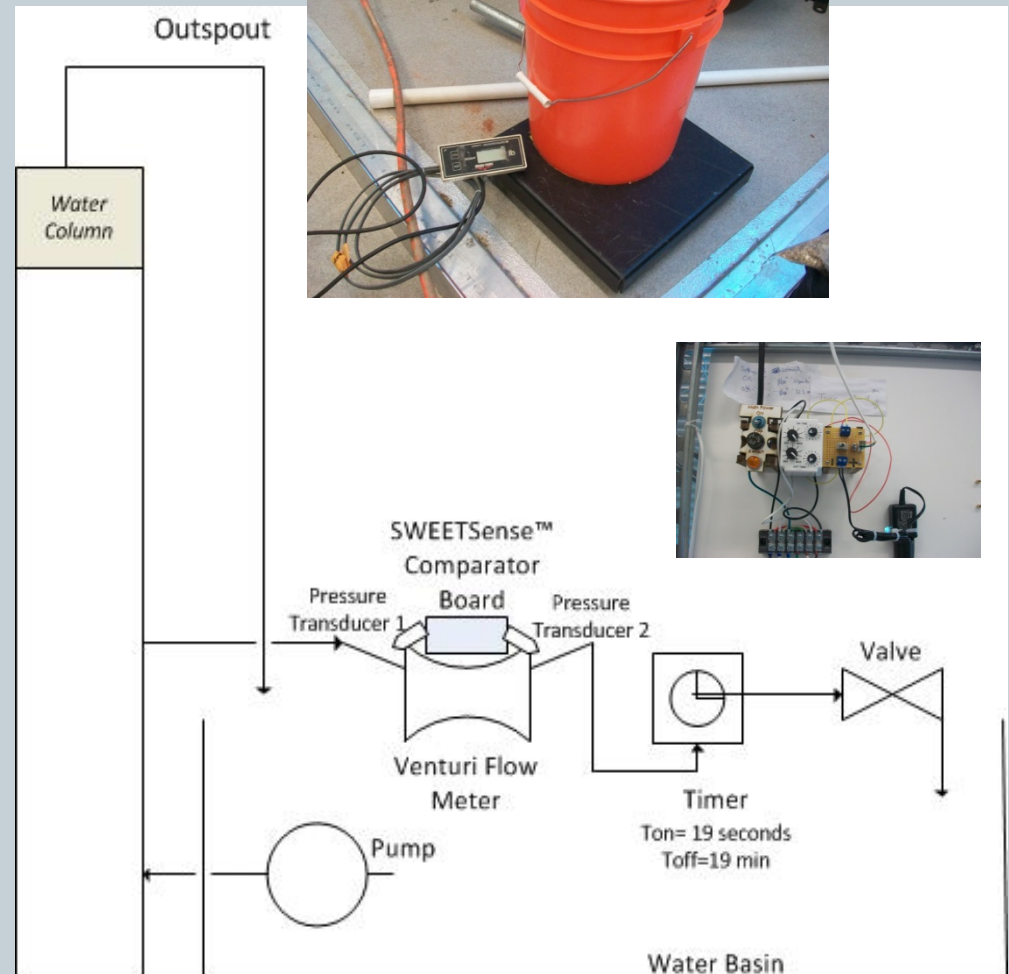 Outspout
Water
Column
SWEETSense™
Comparator
Board
Pressure
Transducer 1
Pressure
Transducer 2
Valve
Venturi Flow
Meter
Timer
Ton= 19 seconds
Toff=19 min
Pump
Water Basin